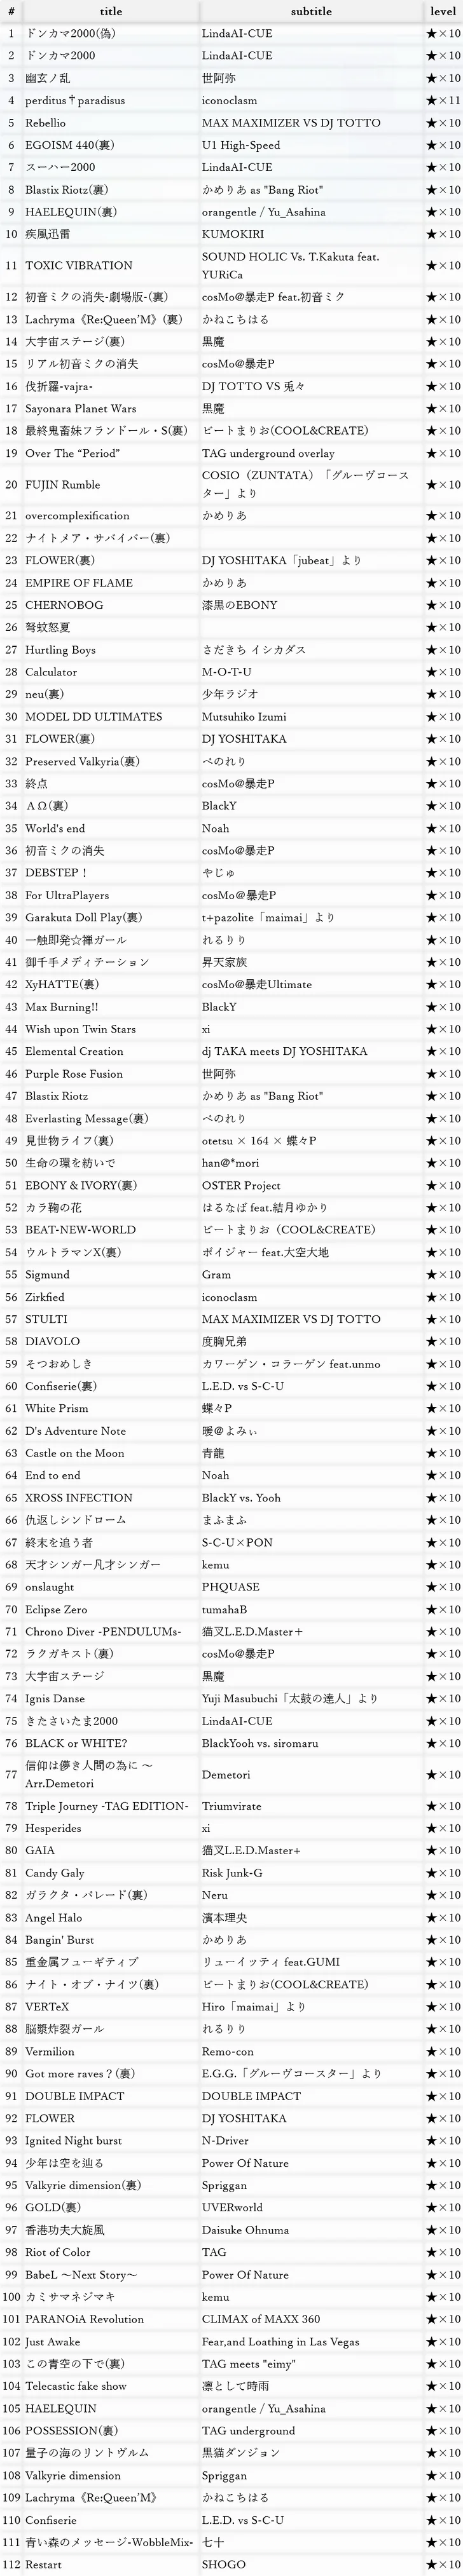 # title subtitle level
1 ドンカマ2000(偽) LindaAI-CUE ★×10
2 ドンカマ2000 LindaAI-CUE ★×10
3 幽玄ノ乱 世阿弥 ★×10
4 perditus†paradisus iconoclasm ★×11
5 Rebellio MAX MAXIMIZER VS DJ TOTTO ★×10
6 EGOISM 440(裏) U1 High-Speed ★×10
7 スーハー2000 LindaAI-CUE ★×10
8 Blastix Riotz(裏) かめりあ as "Bang Riot" ★×10
9 HAELEQUIN(裏) orangentle / Yu_Asahina ★×10
10 疾風迅雷 KUMOKIRI ★×10
11 TOXIC VIBRATION SOUND HOLIC Vs. T.Kakuta feat.
YURiCa ★×10
12 初音ミクの消失-劇場版-(裏) cosMo@暴走P feat.初音ミク ★×10
13 Lachryma《Re:Queen'M》(裏) かねこちはる ★×10
14 大宇宙ステージ(裏) 黒魔 ★×10
15 リアル初音ミクの消失 cosMo@暴走P ★×10
16 伐折羅-vajra- DJ TOTTO VS 兎々 ★×10
17 Sayonara Planet Wars 黒魔 ★×10
18 最終鬼畜妹フランドール・S(裏) ビートまりお(COOL&CREATE) ★×10
19 Over The “Period” TAG underground overlay ★×10
20 FUJIN Rumble COSIO（ZUNTATA）「グルーヴコース
ター」より ★×10
21 overcomplexification かめりあ ★×10
22 ナイトメア・サバイバー(裏) ★×10
23 FLOWER(裏) DJ YOSHITAKA「jubeat」より ★×10
24 EMPIRE OF FLAME かめりあ ★×10
25 CHERNOBOG 漆黒のEBONY ★×10
26 弩蚊怒夏 ★×10
27 Hurtling Boys さだきち イシカダス ★×10
28 Calculator M-O-T-U ★×10
29 neu(裏) 少年ラジオ ★×10
30 MODEL DD ULTIMATES Mutsuhiko Izumi ★×10
31 FLOWER(裏) DJ YOSHITAKA ★×10
32 Preserved Valkyria(裏) ぺのれり ★×10
33 終点 cosMo@暴走P ★×10
34 ＡΩ(裏) BlackY ★×10
35 World's end Noah ★×10
36 初音ミクの消失 cosMo@暴走P ★×10
37 DEBSTEP！ やじゅ ★×10
38 For UltraPlayers cosMo＠暴走P ★×10
39 Garakuta Doll Play(裏) t+pazolite「maimai」より ★×10
40 一触即発☆禅ガール れるりり ★×10
41 御千手メディテーション 昇天家族 ★×10
42 XyHATTE(裏) cosMo@暴走Ultimate ★×10
43 Max Burning!! BlackY ★×10
44 Wish upon Twin Stars xi ★×10
45 Elemental Creation dj TAKA meets DJ YOSHITAKA ★×10
46 Purple Rose Fusion 世阿弥 ★×10
47 Blastix Riotz かめりあ as "Bang Riot" ★×10
48 Everlasting Message(裏) ぺのれり ★×10
49 見世物ライフ(裏) otetsu × 164 × 蝶々P ★×10
50 生命の環を紡いで han@*mori ★×10
51 EBONY & IVORY(裏) OSTER Project ★×10
52 カラ鞠の花 はるなば feat.結月ゆかり ★×10
53 BEAT-NEW-WORLD ビートまりお（COOL&CREATE） ★×10
54 ウルトラマンX(裏) ボイジャー feat.大空大地 ★×10
55 Sigmund Gram ★×10
56 Zirkfied iconoclasm ★×10
57 STULTI MAX MAXIMIZER VS DJ TOTTO ★×10
58 DIAVOLO 度胸兄弟 ★×10
59 そつおめしき カワーゲン・コラーゲン feat.unmo ★×10
60 Confiserie(裏) L.E.D. vs S-C-U ★×10
61 White Prism 蝶々P ★×10
62 D's Adventure Note 暖＠よみぃ ★×10
63 Castle on the Moon 青龍 ★×10
64 End to end Noah ★×10
65 XROSS INFECTION BlackY vs. Yooh ★×10
66 仇返しシンドローム まふまふ ★×10
67 終末を追う者 S-C-U×PON ★×10
68 天才シンガー凡才シンガー kemu ★×10
69 onslaught PHQUASE ★×10
70 Eclipse Zero tumahaB ★×10
71 Chrono Diver -PENDULUMs- 猫叉L.E.D.Master＋ ★×10
72 ラクガキスト(裏) cosMo@暴走P ★×10
73 大宇宙ステージ 黒魔 ★×10
74 Ignis Danse Yuji Masubuchi「太鼓の達人」より ★×10
75 きたさいたま2000 LindaAI-CUE ★×10
76 BLACK or WHITE? BlackYooh vs. siromaru ★×10
77 信仰は儚き人間の為に ～
Arr.Demetori Demetori ★×10
78 Triple Journey -TAG EDITION- Triumvirate ★×10
79 Hesperides xi ★×10
80 GAIA 猫叉L.E.D.Master+ ★×10
81 Candy Galy Risk Junk-G ★×10
82 ガラクタ・パレード(裏) Neru ★×10
83 Angel Halo 濱本理央 ★×10
84 Bangin' Burst かめりあ ★×10
85 重金属フューギティブ リューイッティ feat.GUMI ★×10
86 ナイト・オブ・ナイツ(裏) ビートまりお(COOL&CREATE) ★×10
87 VERTeX Hiro「maimai」より ★×10
88 脳漿炸裂ガール れるりり ★×10
89 Vermilion Remo-con ★×10
90 Got more raves？(裏) E.G.G.「グルーヴコースター」より ★×10
91 DOUBLE IMPACT DOUBLE IMPACT ★×10
92 FLOWER DJ YOSHITAKA ★×10
93 Ignited Night burst N-Driver ★×10
94 少年は空を辿る Power Of Nature ★×10
95 Valkyrie dimension(裏) Spriggan ★×10
96 GOLD(裏) UVERworld ★×10
97 香港功夫大旋風 Daisuke Ohnuma ★×10
98 Riot of Color TAG ★×10
99 BabeL ～Next Story～ Power Of Nature ★×10
100 カミサマネジマキ kemu ★×10
101 PARANOiA Revolution CLIMAX of MAXX 360 ★×10
102 Just Awake Fear,and Loathing in Las Vegas ★×10
103 この青空の下で(裏) TAG meets "eimy" ★×10
104 Telecastic fake show 凛として時雨 ★×10
105 HAELEQUIN orangentle / Yu_Asahina ★×10
106 POSSESSION(裏) TAG underground ★×10
107 量子の海のリントヴルム 黒猫ダンジョン ★×10
108 Valkyrie dimension Spriggan ★×10
109 Lachryma《Re:Queen'M》 かねこちはる ★×10
110 Confiserie L.E.D. vs S-C-U ★×10
111 青い森のメッセージ-WobbleMix- 七十 ★×10
112 Restart SHOGO ★×10